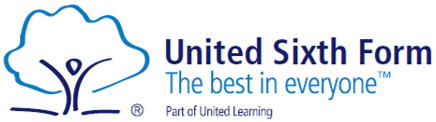 United Sixth Form
The best in everyone™
Part of United Learning
®